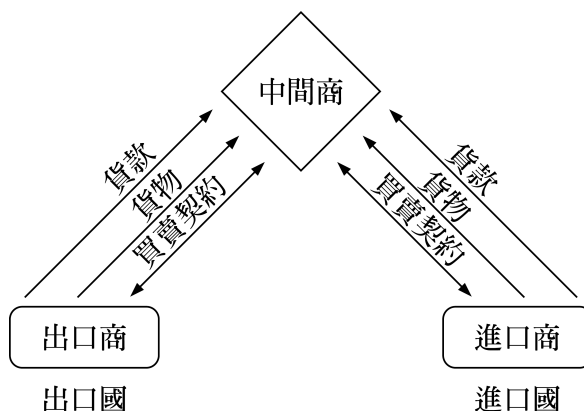 中間商
貨款
貨物
買賣契約
貨款
貨物
買賣契約
出口商
進口商
出口國
進口國